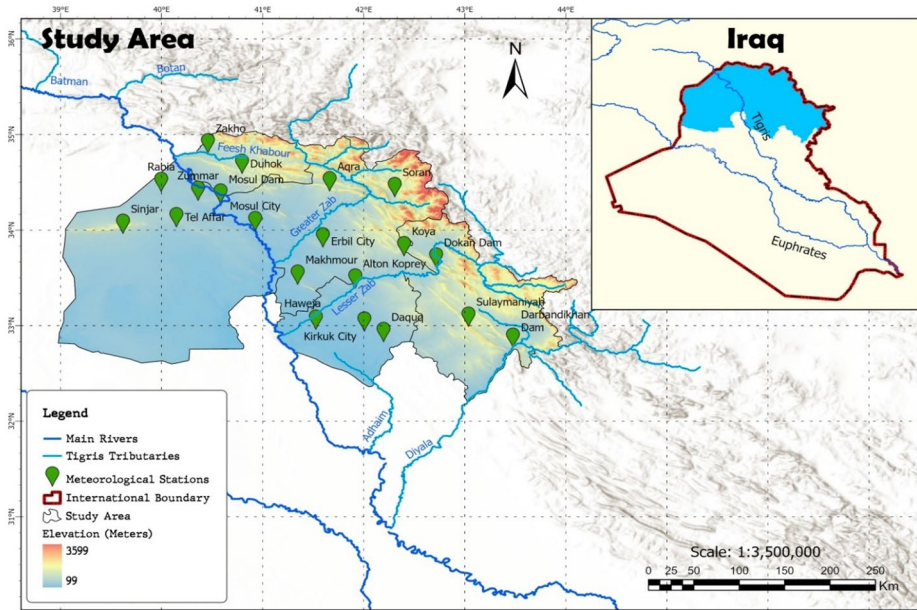 39°E
40°E
41°E
42°E
43°E
44°E
36°N
35°N
34°N
33°N
32°N
31°N
Study Area
N
Iraq
Tigris
Euphrates
Batman
Botan
Zakho
Feesh Khabour
Duhok
Rabia
Zummar
Mosul Dam
Aqra
Soran
Sinjar
Tel Affar
Mosul City
Greater Zab
Erbil City
Koya
Dokan Dam
Makhmour
Alton Koprey
Lesser Zab
Haweja
Kirkuk City
Daquq
Sulaymaniyah
Darbandikhan
Dam
Adhaim
Diyala
Legend
Main Rivers
Tigris Tributaries
Meteorological Stations
International Boundary
Study Area
Elevation (Meters)
3599
99
Scale: 1:3,500,000
0 25 50 100 150 200 250
Km